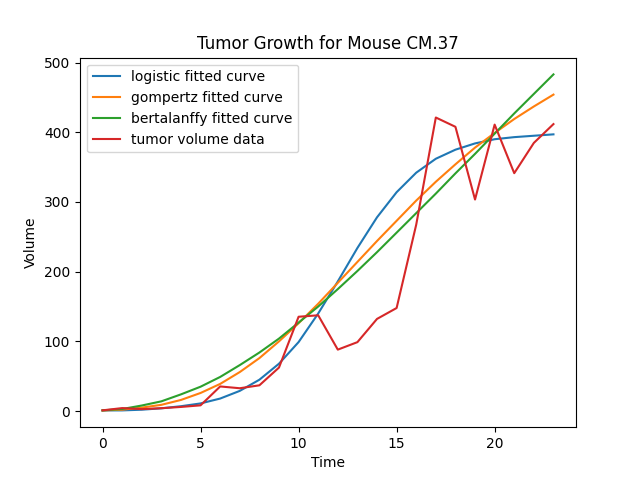 Tumor Growth for Mouse CM.37
500
400
300
200
100
0
Volume
logistic fitted curve
gompertz fitted curve
bertalanffy fitted curve
tumor volume data
0 5 10 15 20
Time